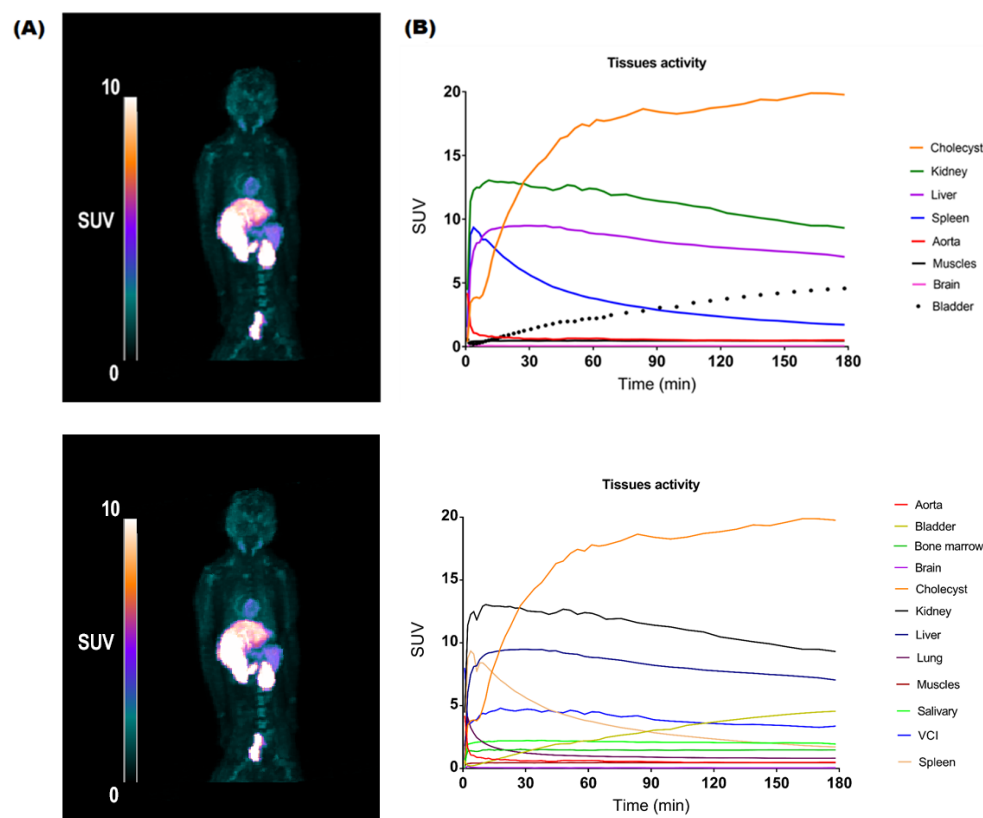 (A)
10
SUV
0
(B)
Tissues activity
20
15
10
5
0
SUV
0 30 60 90 120 150 180
Time (min)
Cholecyst
Kidney
Liver
Spleen
Aorta
Muscles
Brain
Bladder
10
SUV
0
Tissues activity
20
15
10
5
0
SUV
0 30 60 90 120 150 180
Time (min)
Aorta
Bladder
Bone marrow
Brain
Cholecyst
Kidney
Liver
Lung
Muscles
Salivary
VCI
Spleen